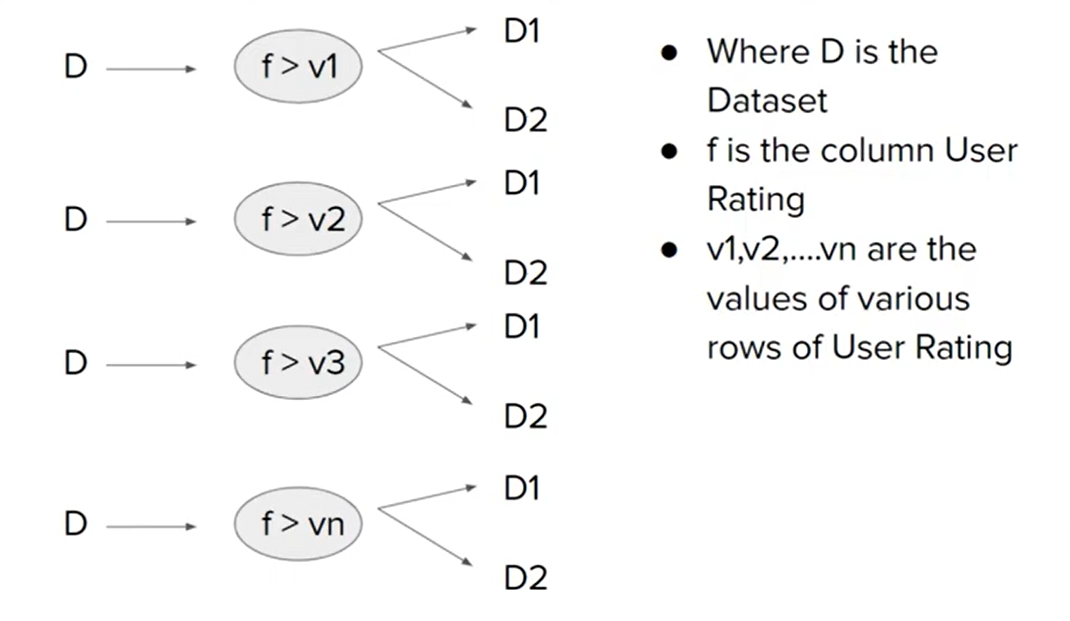 D f > v1 D1
D2
D f > v2 D1
D2
D f > v3 D1
D2
D f > vn D1
D2
● Where D is the
Dataset
● f is the column User
Rating
● v1,v2,....vn are the
values of various
rows of User Rating